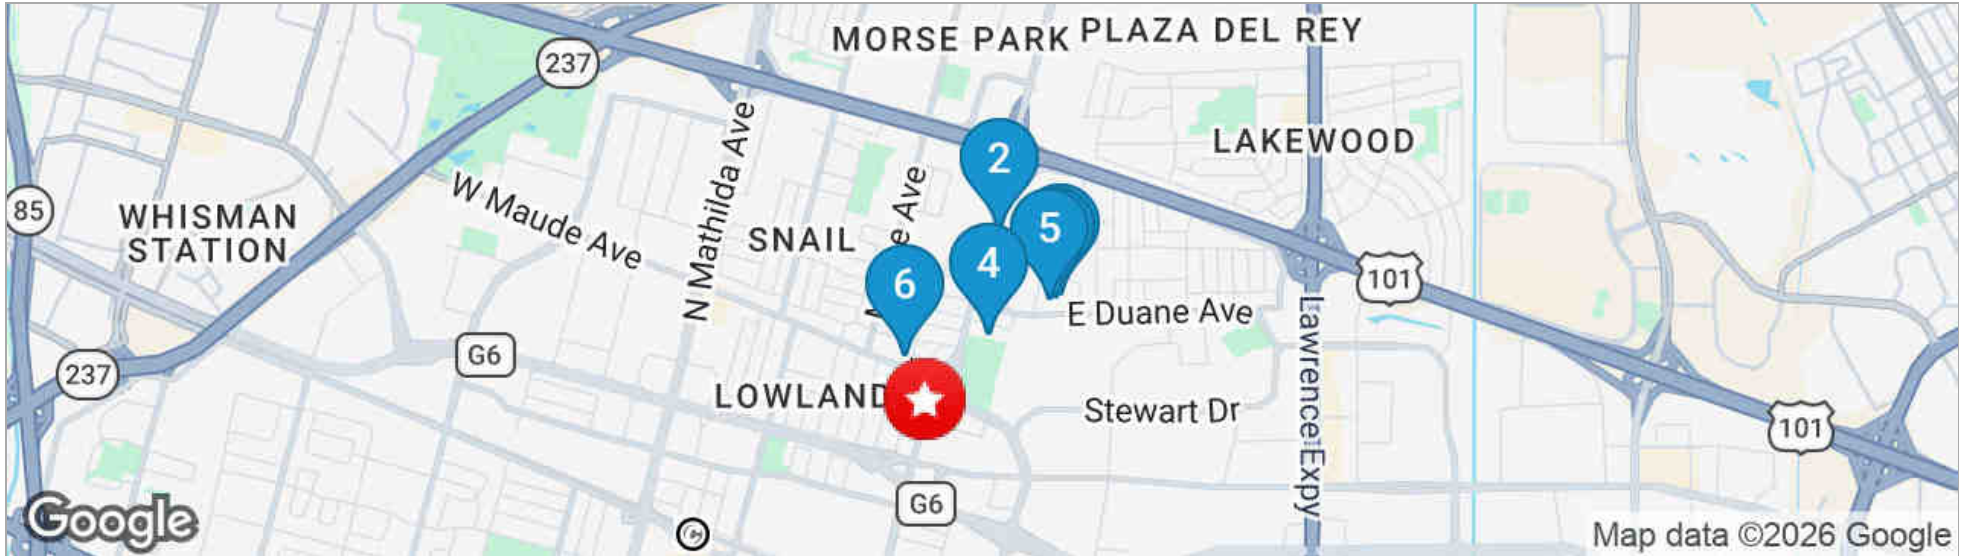 MORSE PARK
PLAZA DEL REY
237
N Mathilda Ave
2
LAKEWOOD
85
WHISMAN
STATION
W Maude Ave
SNAIL
e Ave
5
4
6
101
E Duane Ave
Lawrence Expy
G6
237
LOWLAND
Stewart Dr
101
G6
Google
Map data ©2026 Google